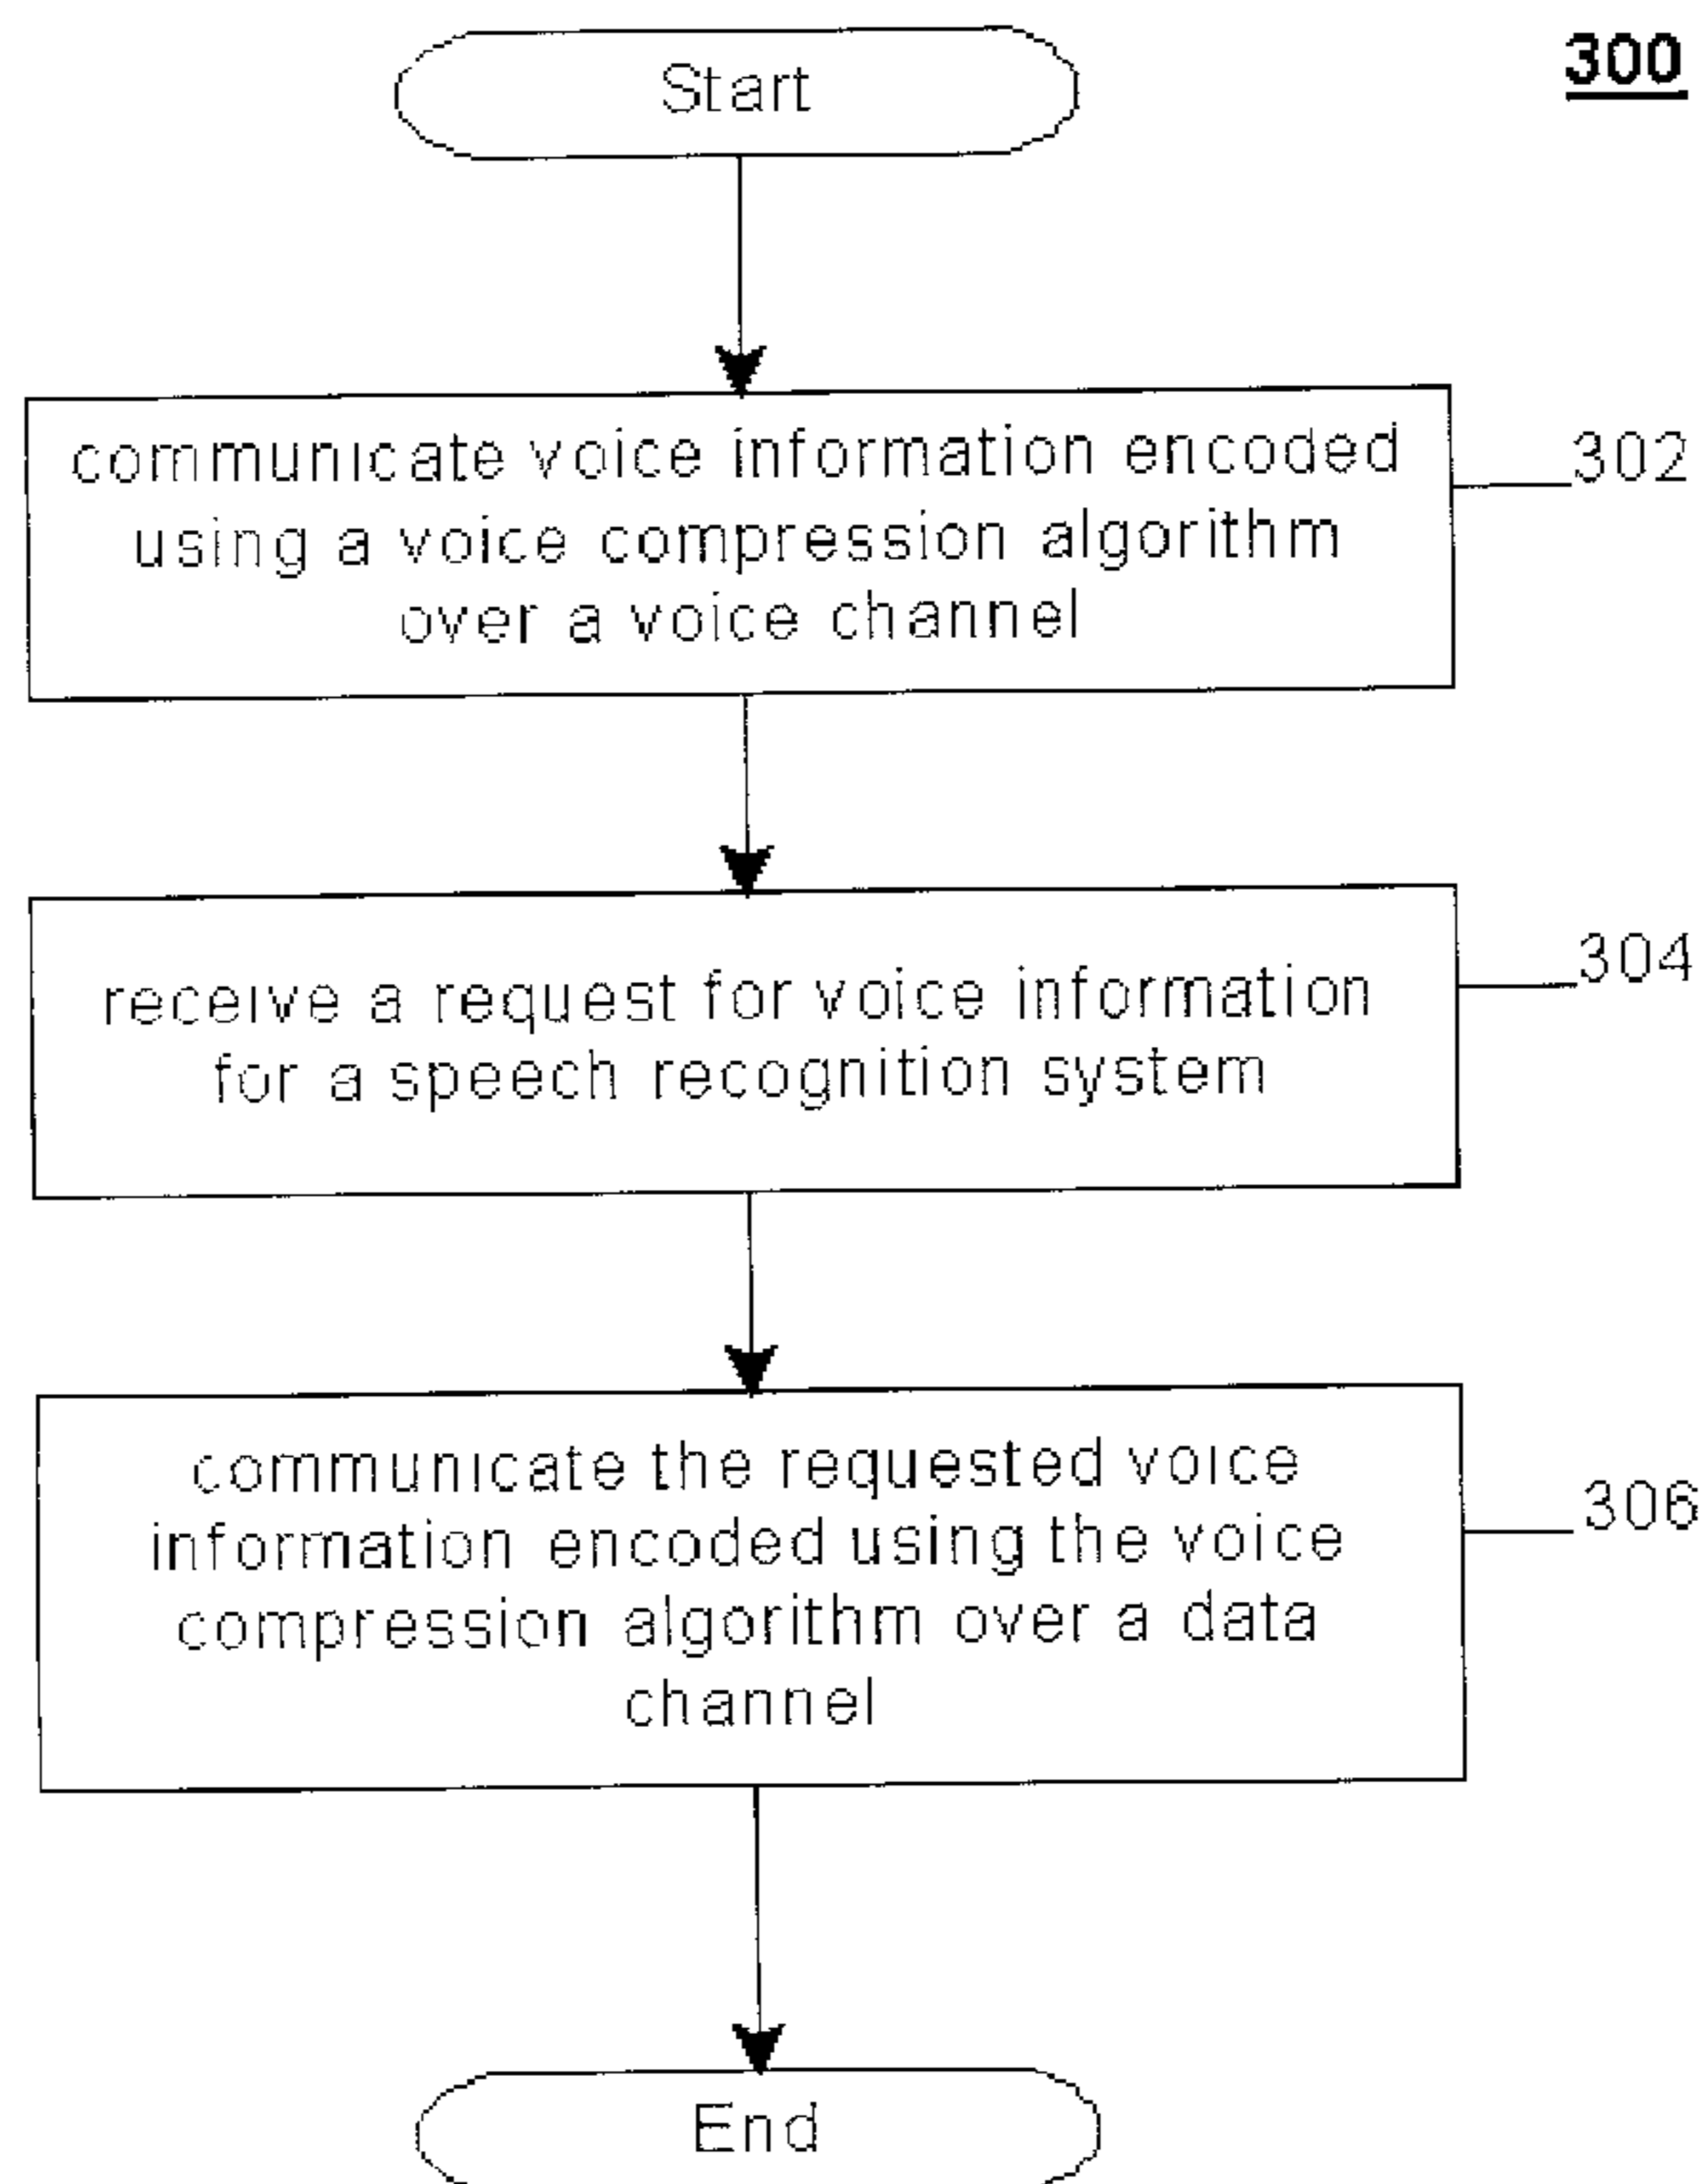 Start
300
communicate voice information encoded
using a voice compression algorithm
over a voice channel
302
receive a request for voice information
for a speech recognition system
304
communicate the requested voice
information encoded using the voice
compression algorithm over a data
channel
306
End